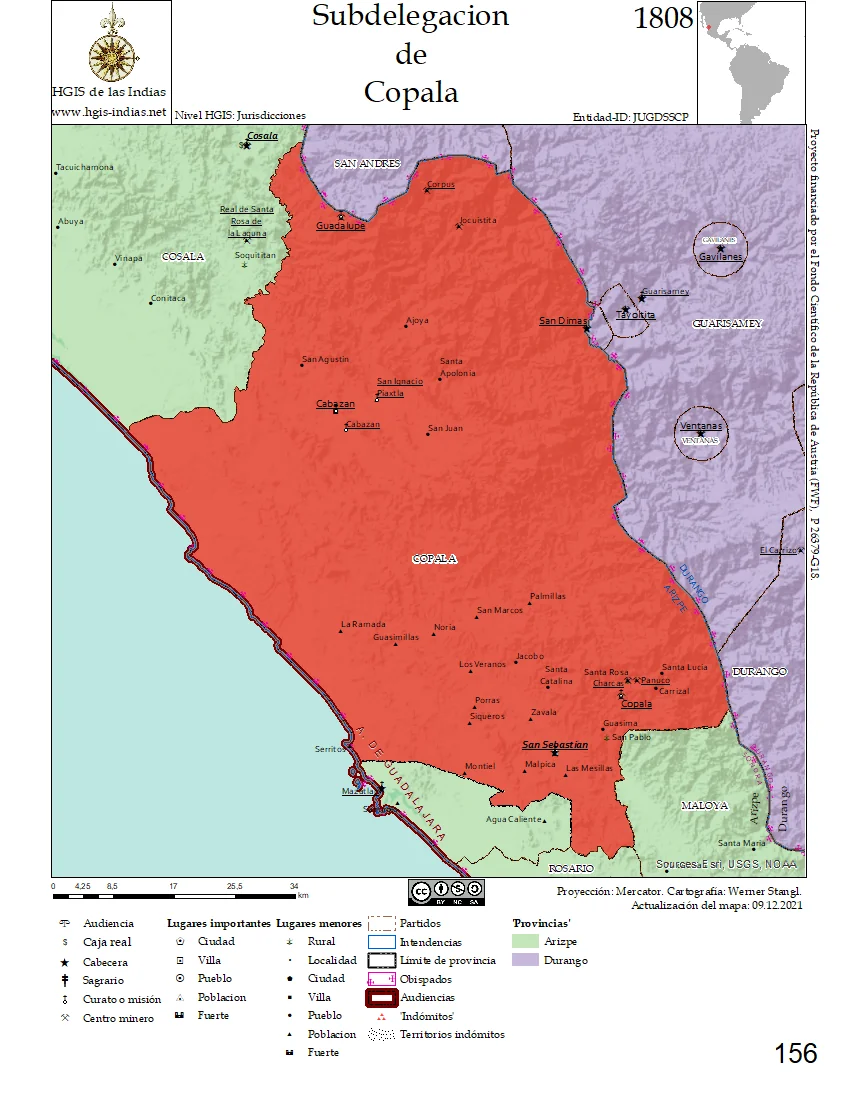 Subdelegacion
de
Copala
1808
HGIS de las Indias
www.hgis-indias.net
Nivel HGIS: Jurisdicciones
Entidad-ID: JUGDSSCP
Cosala
SAN ANDRES
Tacuichamona
Corpus
Real de Santa
Rosa de
la Laguna
Abuya
Guadalupe
Jocuistita
GAVILANES
Gavilanes
Vinapa
COSALA
Soquititan
Conitaca
Guarisamey
Tayoltita
San Dimas
Ajoya
GUARISAMEY
San Agustin
Santa
Apolonia
San Ignacio
Piaxtla
Cabazan
Cabazan
San Juan
Ventanas
VENTANAS
El Carrizo
COPALA
DURANGO
ARIZPE
Palmillas
San Marcos
La Ramada
Noria
Guasimillas
Los Veranos
Jacobo
Santa
Catalina
Santa Rosa
Santa Lucia
DURANGO
Charcas
Panuco
Carrizal
Copala
Porras
Siqueros
Zavala
Guasima
San Pablo
A. DE GUADALAJARA
Serritos
San Sebastian
Montiel
Malpica
Las Mesillas
DURANGO
SONORA
Arizpe
Durango
MALOYA
Agua Caliente
Santa Maria
ROSARIO
Sources: Esri, USGS, NOAA
Proyecto financiado por el Fondo Científico de la República de Austria (FWF), P 26379-G18.
0 4,25 8,5 17 25,5 34
km
CC BY NC SA
Proyección: Mercator. Cartografía: Werner Stangl.
Actualización del mapa: 09.12.2021
Audiencia
Caja real
Cabecera
Sagrario
Curato o misión
Centro minero
Lugares importantes
Ciudad
Villa
Pueblo
Poblacion
Fuerte
Lugares menores
Rural
Localidad
Ciudad
Villa
Pueblo
Poblacion
Fuerte
Partidos
Intendencias
Límite de provincia
Obispados
Audiencias
'Indómitos'
Territorios indómitos
'Provincias'
Arizpe
Durango
156